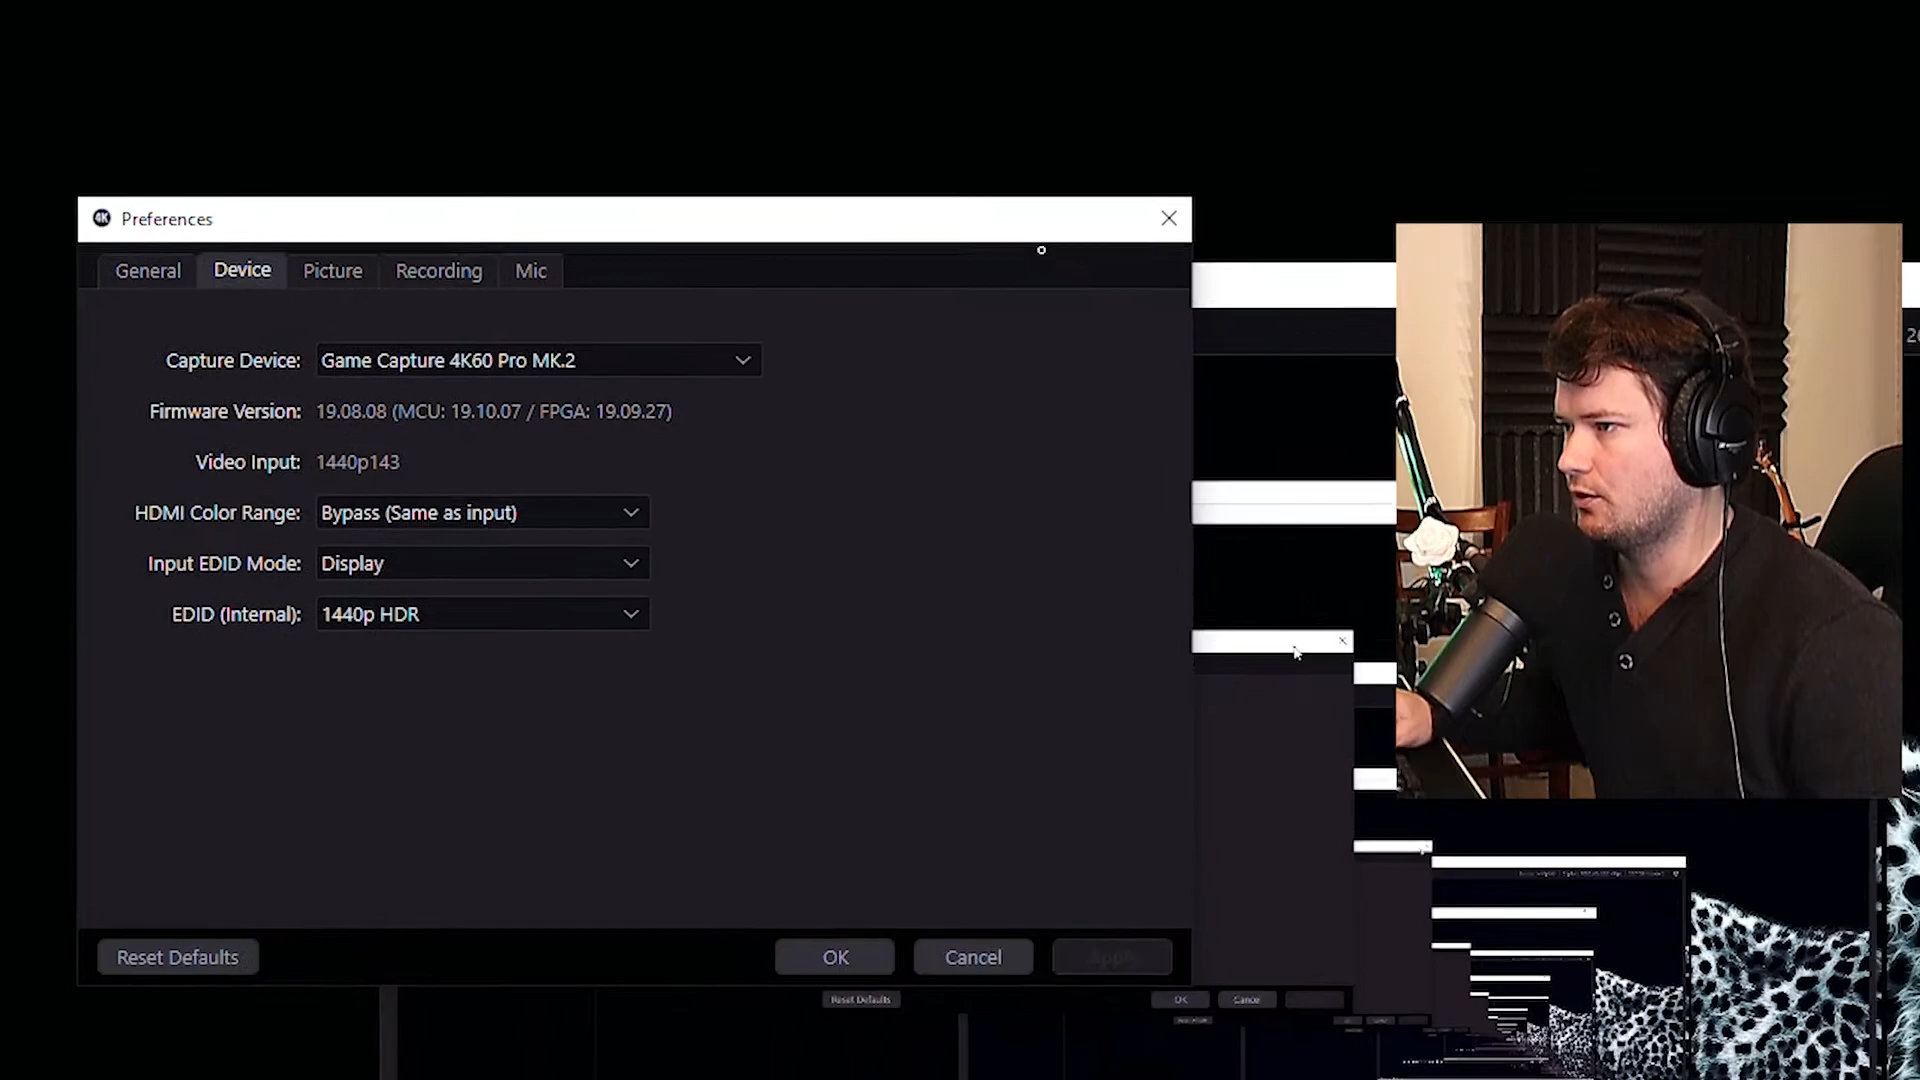 4K Preferences
General Device Picture Recording Mic
Capture Device: Game Capture 4K60 Pro MK.2
Firmware Version: 19.08.08 (MCU: 19.10.07 / FPGA: 19.09.27)
Video Input: 1440p143
HDMI Color Range: Bypass (Same as input)
Input EDID Mode: Display
EDID (Internal): 1440p HDR
Reset Defaults OK Cancel Apply
Reset Defaults OK Cancel